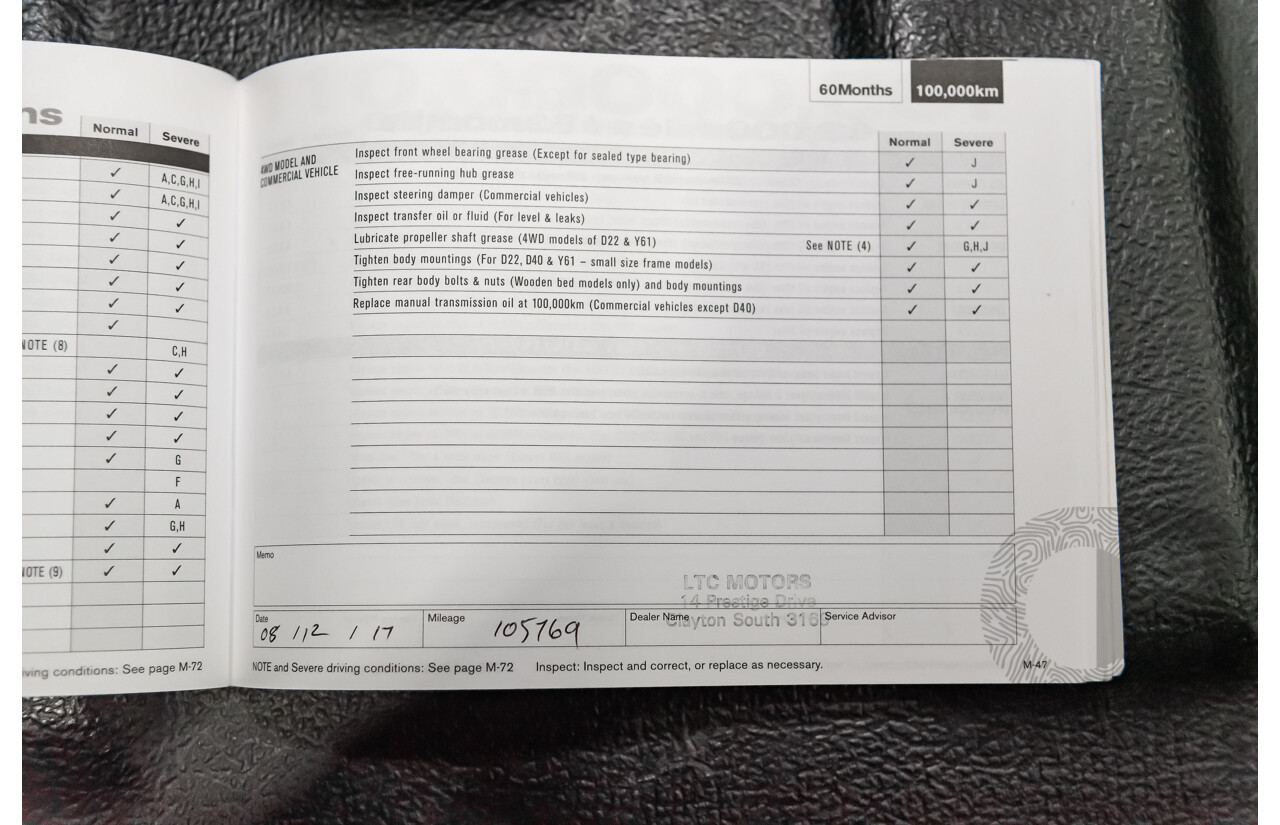 ns
Normal Severe
✓ A,C,G,H,I
✓ A,C,G,H,I
✓ ✓
✓ ✓
✓ ✓
✓ ✓
✓ ✓
✓
NOTE (8) C,H
✓ ✓
✓ ✓
✓ ✓
✓ ✓
✓ G
F
✓ A
✓ G,H
✓ ✓
NOTE (9) ✓ ✓
ving conditions: See page M-72
60Months 100,000km
Normal Severe
4WD MODEL AND
COMMERCIAL VEHICLE
Inspect front wheel bearing grease (Except for sealed type bearing) ✓ J
Inspect free-running hub grease ✓ J
Inspect steering damper (Commercial vehicles) ✓ ✓
Inspect transfer oil or fluid (For level & leaks) ✓ ✓
Lubricate propeller shaft grease (4WD models of D22 & Y61) See NOTE (4) ✓ G,H,J
Tighten body mountings (For D22, D40 & Y61 – small size frame models) ✓ ✓
Tighten rear body bolts & nuts (Wooden bed models only) and body mountings ✓ ✓
Replace manual transmission oil at 100,000km (Commercial vehicles except D40) ✓ ✓
Memo
LTC MOTORS
14 Prestige Drive
Clayton South 3169
Date 08 / 12 / 17 Mileage 105769 Dealer Name Service Advisor
NOTE and Severe driving conditions: See page M-72 Inspect: Inspect and correct, or replace as necessary.
M-47